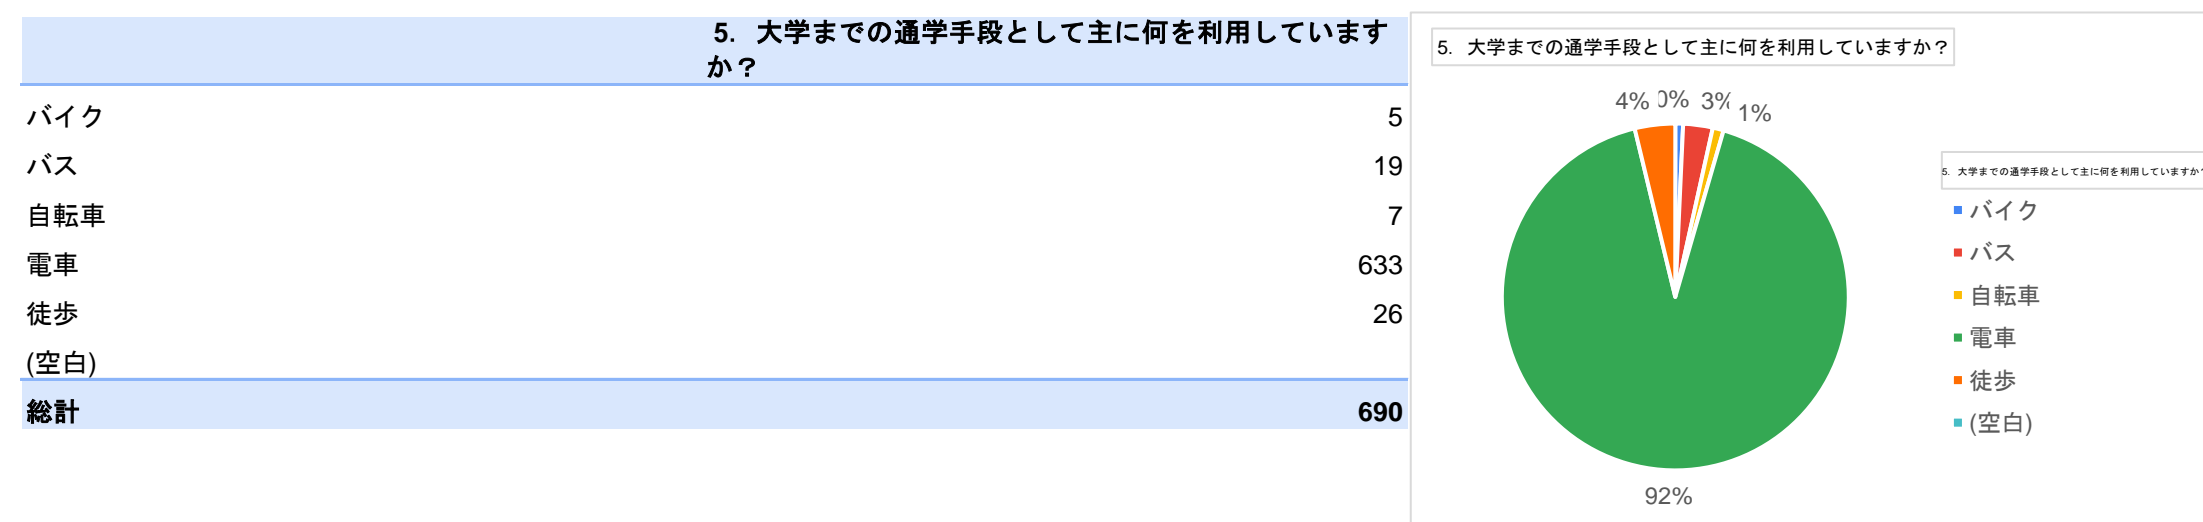 5. 大学までの通学手段として主に何を利用しています
か？
バイク 5
バス 19
自転車 7
電車 633
徒歩 26
(空白)
総計 690
5. 大学までの通学手段として主に何を利用していますか？
4% 0% 3% 1%
92%
5. 大学までの通学手段として主に何を利用していますか？
バイク
バス
自転車
電車
徒歩
(空白)